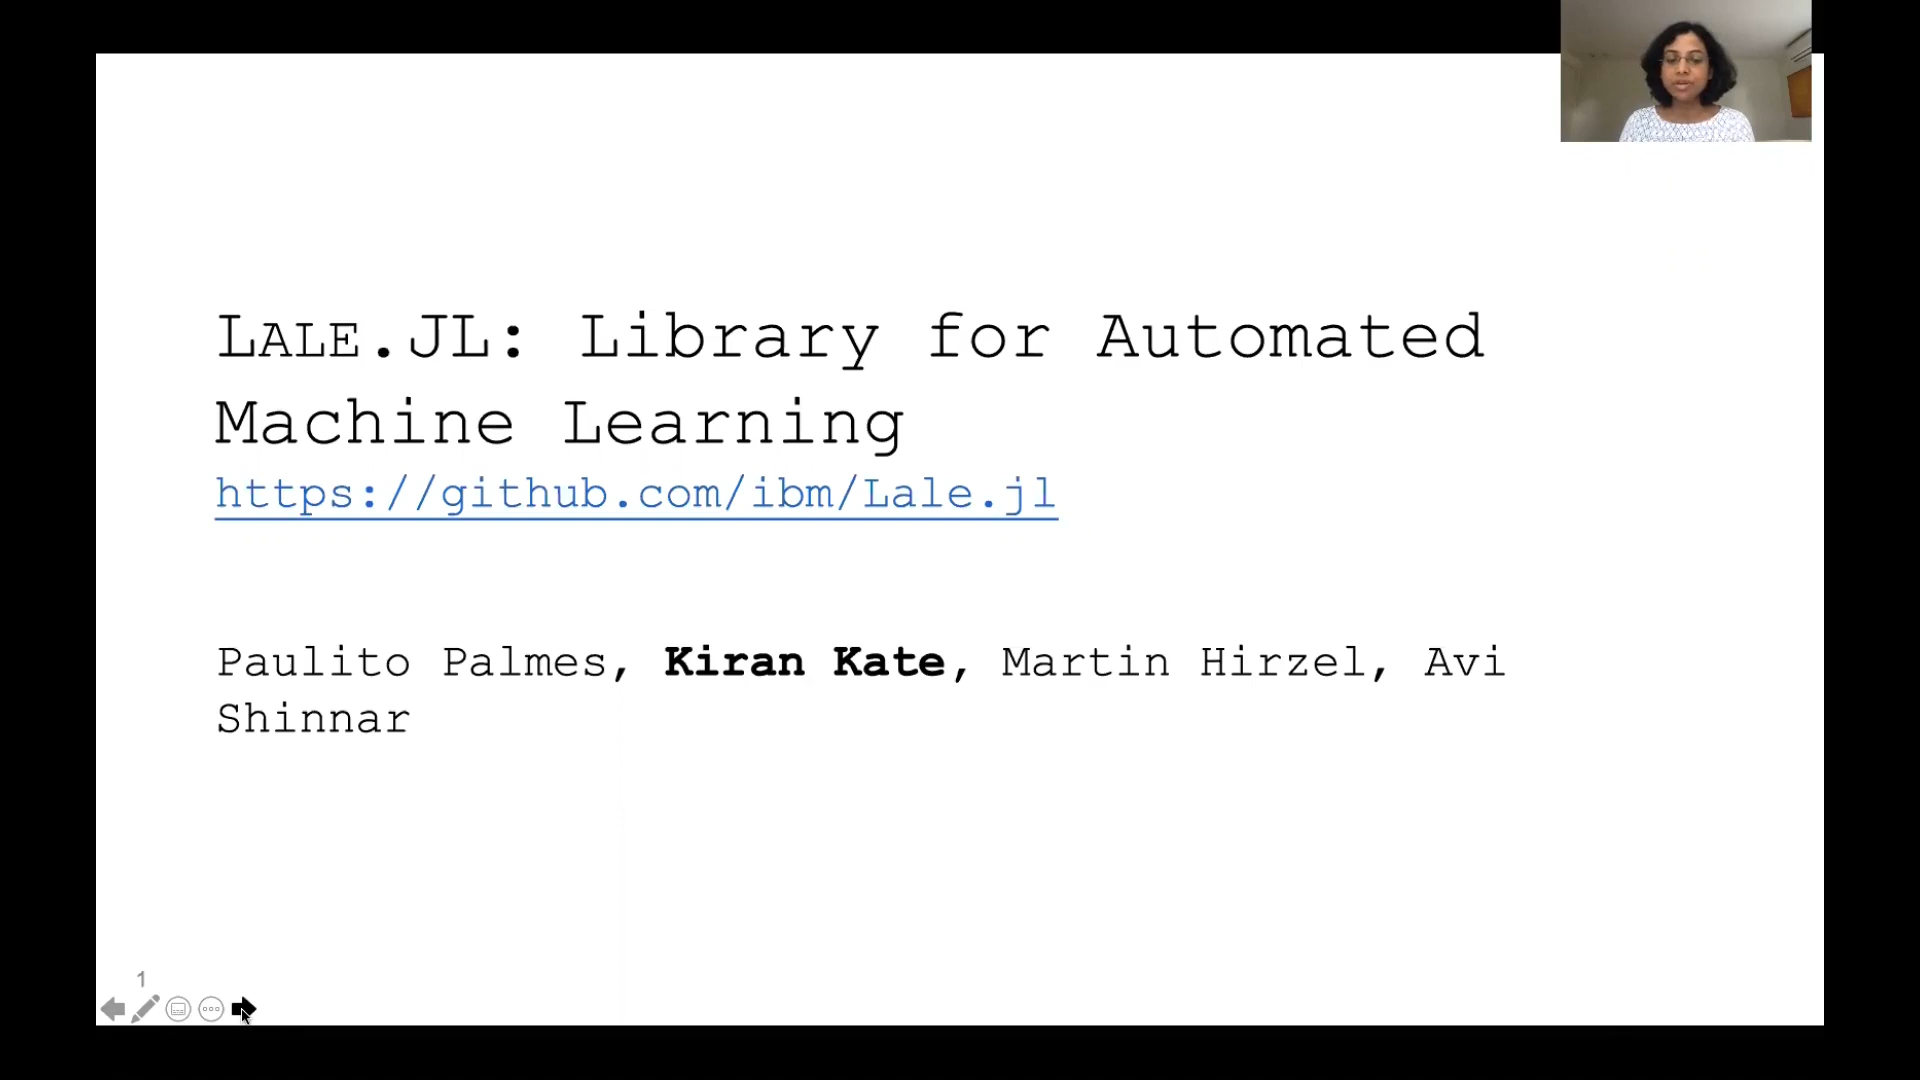 LALE.JL: Library for Automated
Machine Learning
https://github.com/ibm/Lale.jl
Paulito Palmes, Kiran Kate, Martin Hirzel, Avi
Shinnar
1